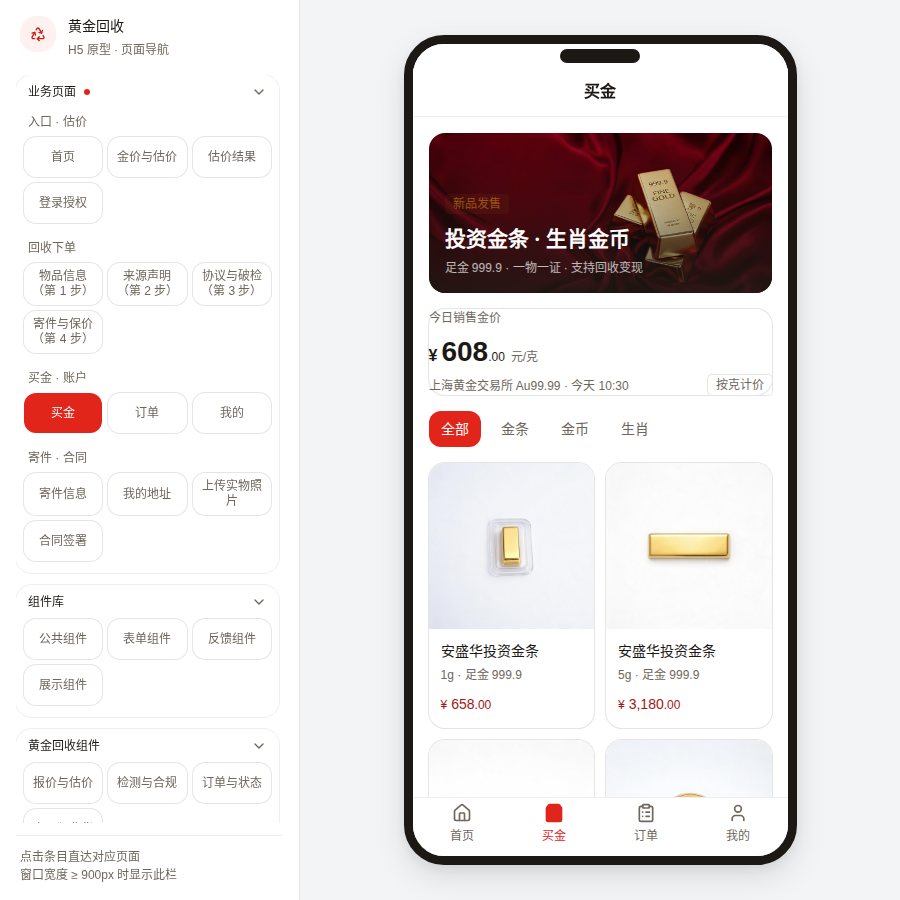 黄金回收
H5 原型 · 页面导航
业务页面
入口 · 估价
首页
金价与估价
估价结果
登录授权
回收下单
物品信息
（第 1 步）
来源声明
（第 2 步）
协议与破检
（第 3 步）
寄件与保价
（第 4 步）
买金 · 账户
买金
订单
我的
寄件 · 合同
寄件信息
我的地址
上传实物照
片
合同签署
组件库
公共组件
表单组件
反馈组件
展示组件
黄金回收组件
报价与估价
检测与合规
订单与状态
点击条目直达对应页面
窗口宽度 ≥ 900px 时显示此栏
买金
999.9
FINE
GOLD
新品发售
投资金条 · 生肖金币
足金 999.9 · 一物一证 · 支持回收变现
今日销售金价
¥ 608.00 元/克
上海黄金交易所 Au99.99 · 今天 10:30
按克计价
全部
金条
金币
生肖
安盛华投资金条
1g · 足金 999.9
¥ 658.00
安盛华投资金条
5g · 足金 999.9
¥ 3,180.00
首页
买金
订单
我的